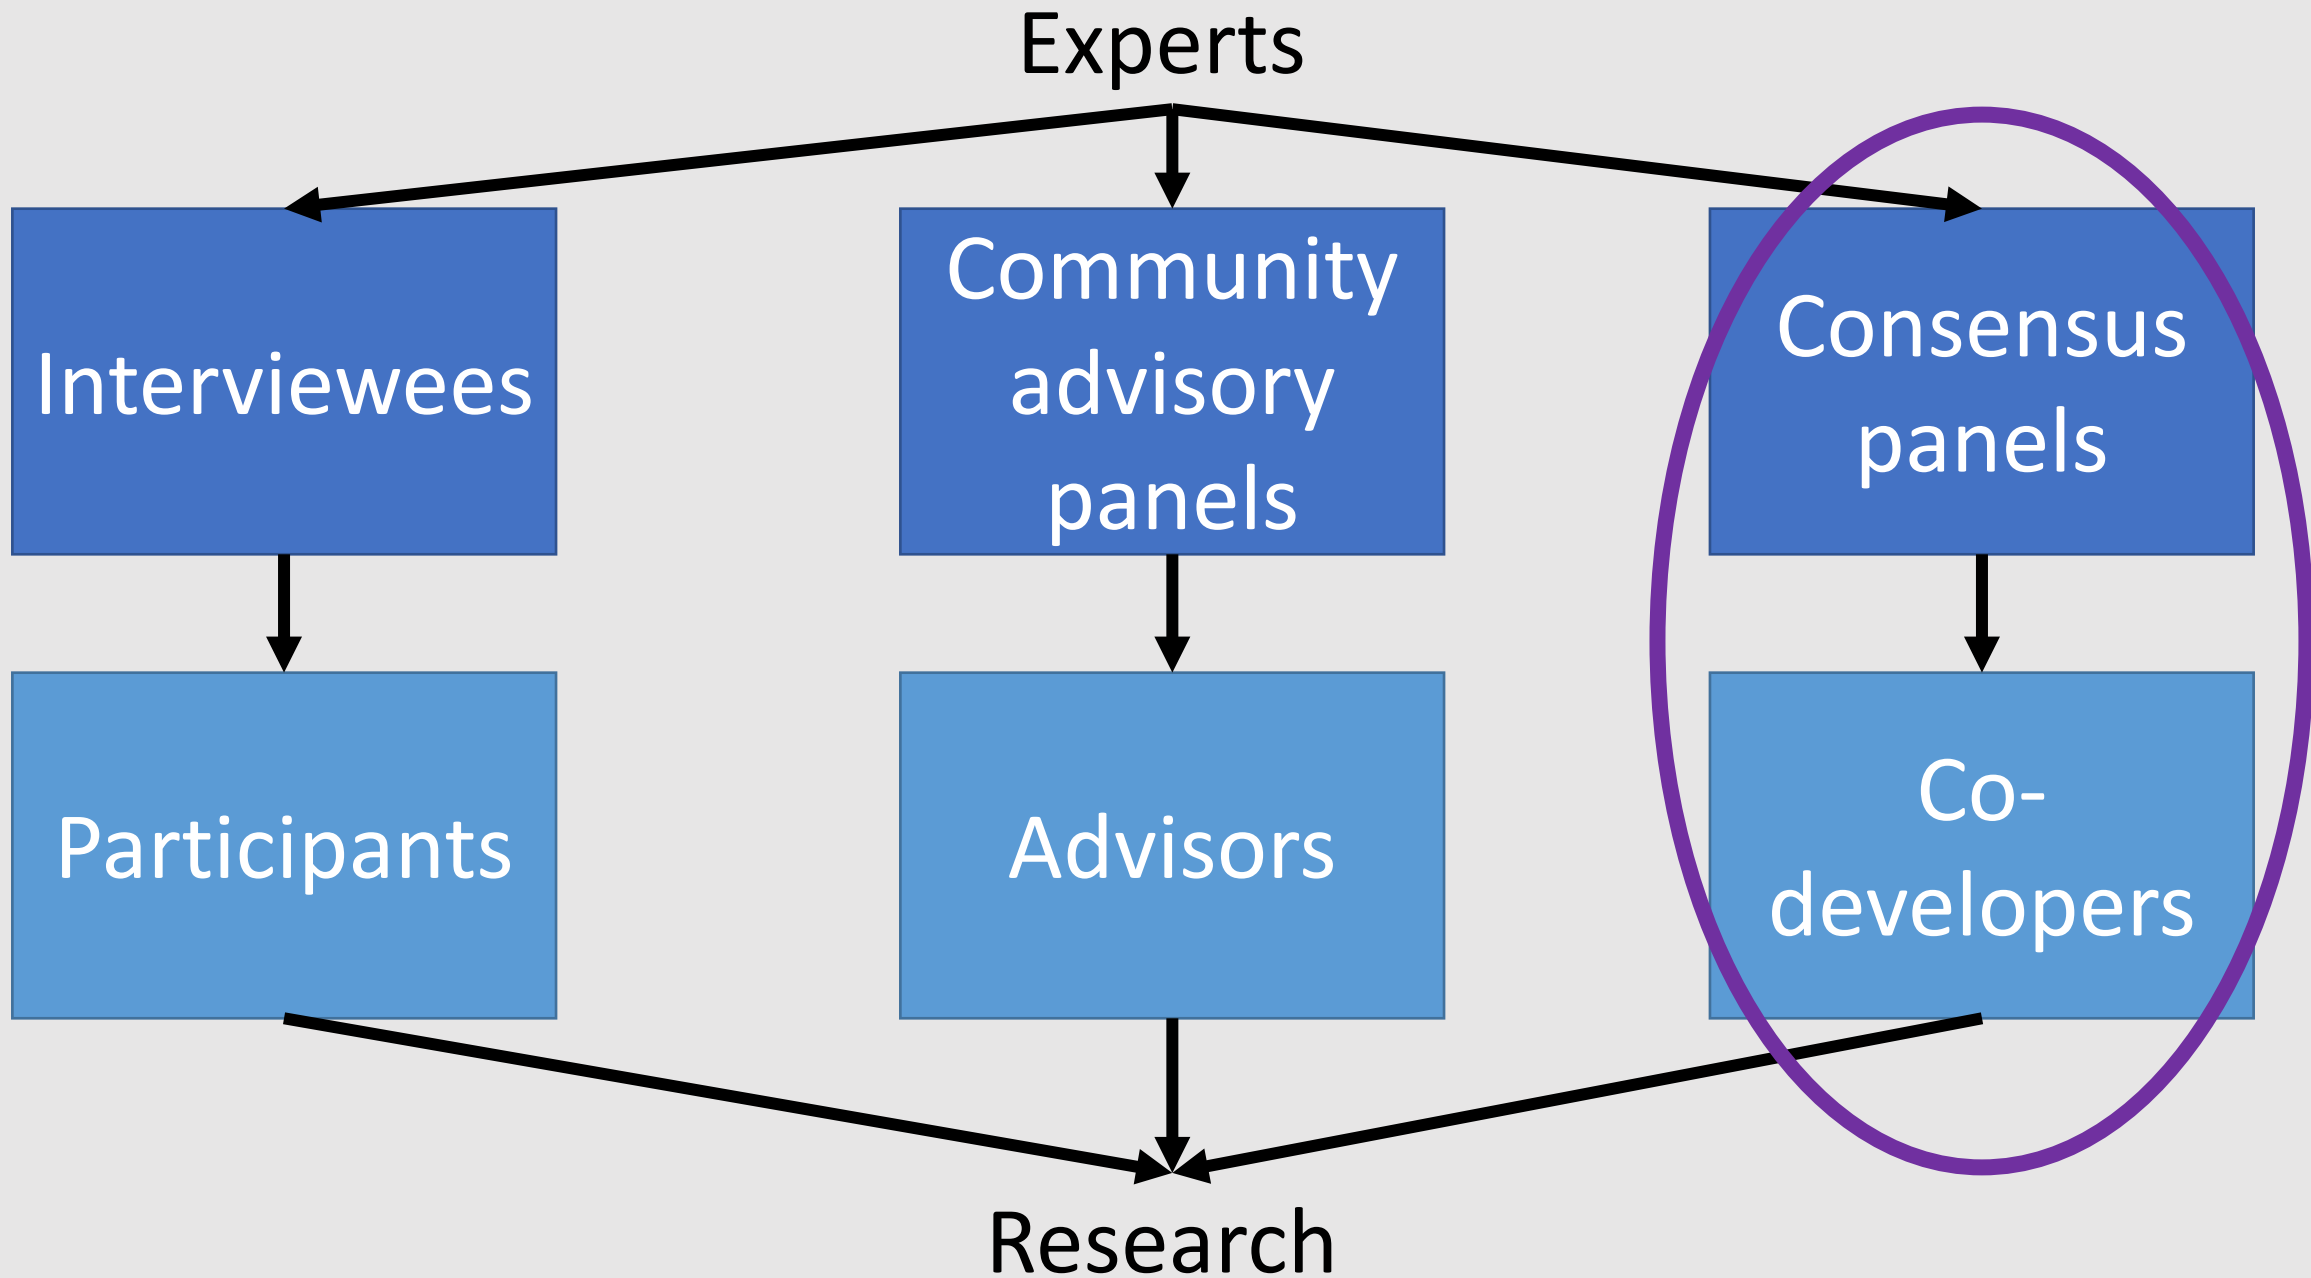 Experts
Interviewees
Community
advisory
panels
Consensus
panels
Participants
Advisors
Co-
developers
Research